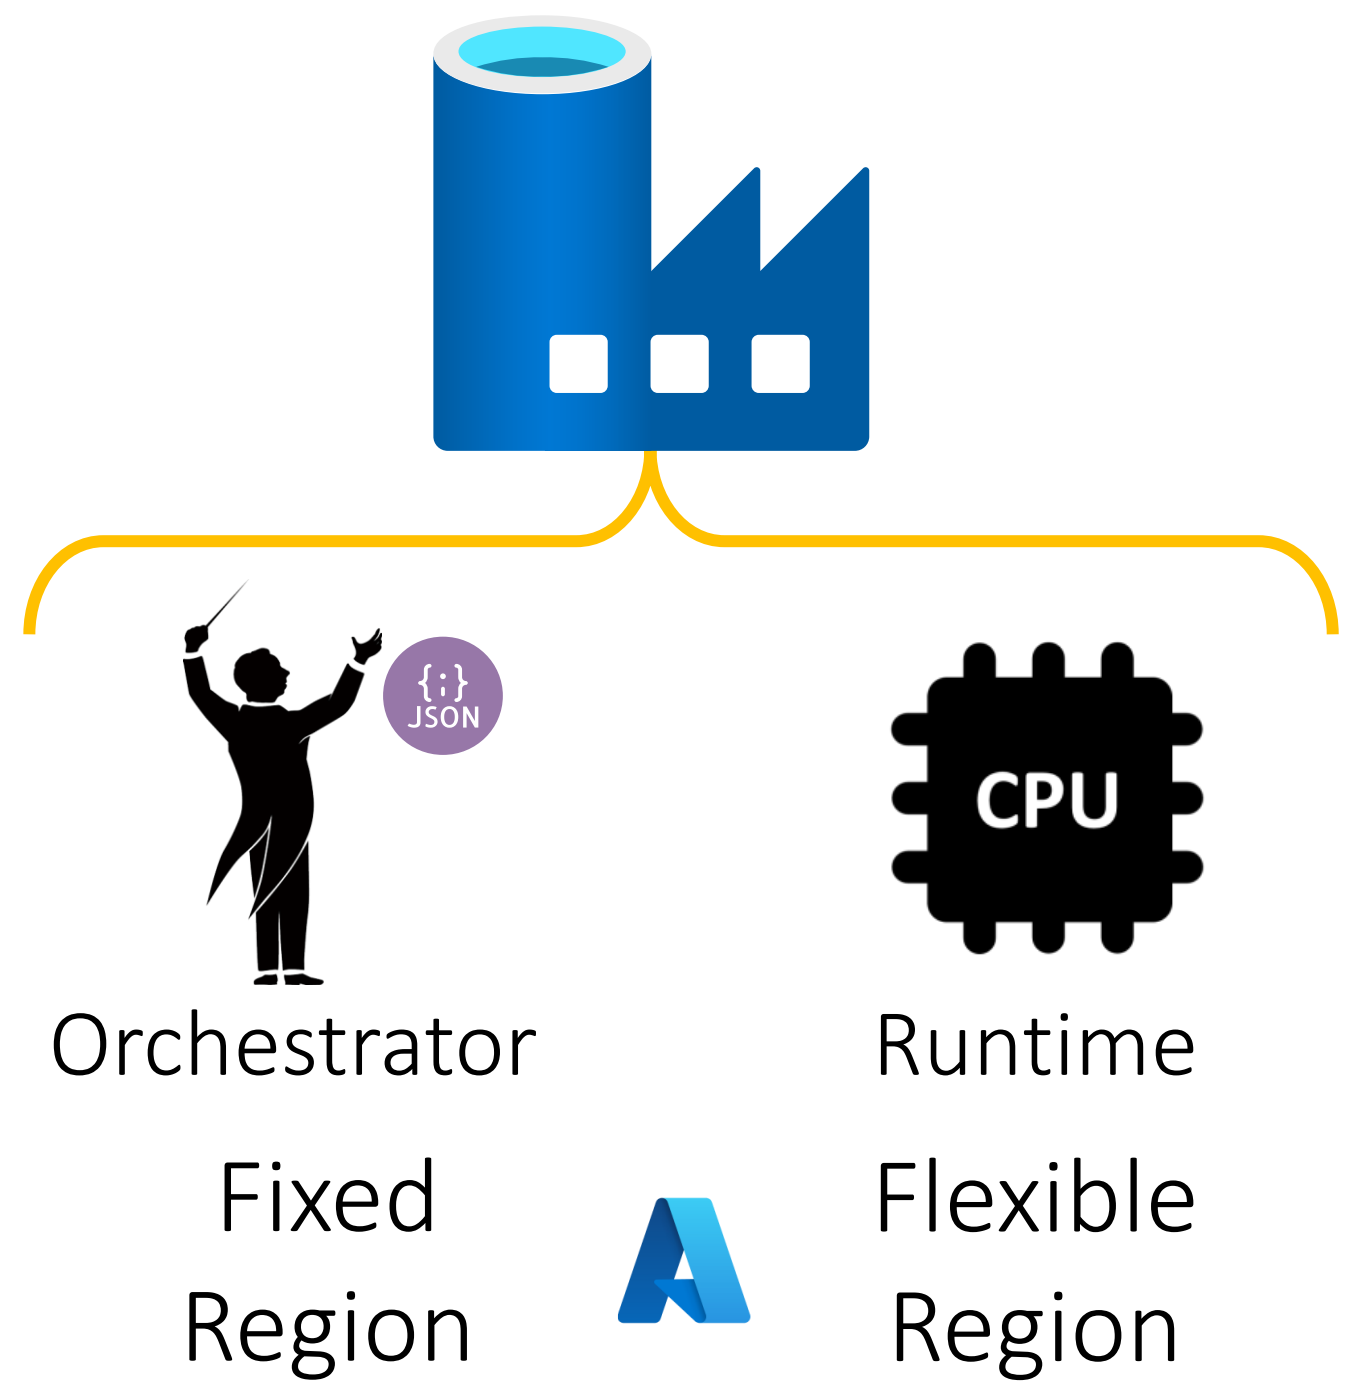 {;}
JSON
CPU
Orchestrator
Runtime
Fixed
Region
Flexible
Region